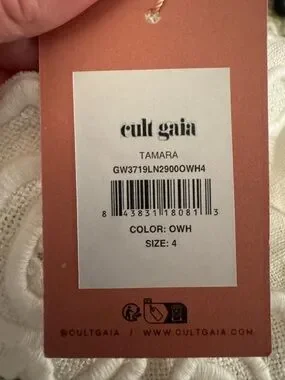 cult gaia
TAMARA
GW3719LN2900OWH4
8 43831 18081 3
COLOR: OWH
SIZE: 4
@CULTGAIA / WWW.CULTGAIA.COM